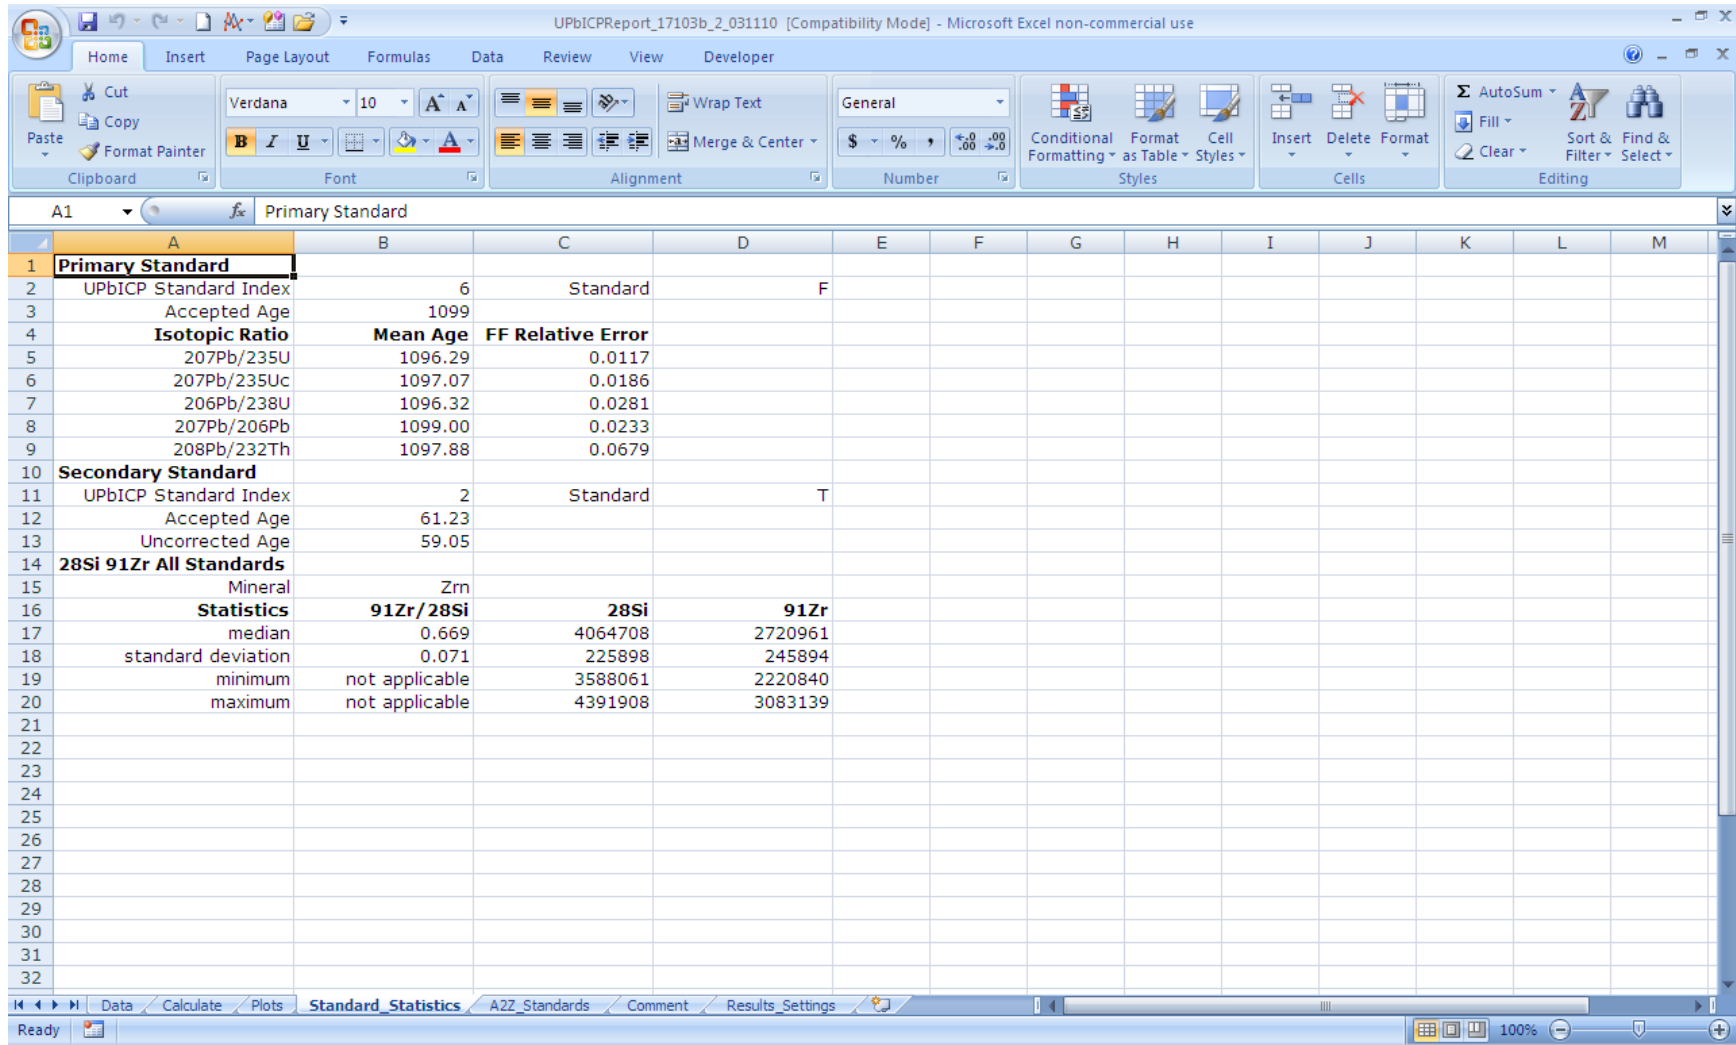 UPbICPReport_17103b_2_031110 [Compatibility Mode] - Microsoft Excel non-commercial use
Home Insert Page Layout Formulas Data Review View Developer
Paste Cut Copy Format Painter Clipboard
Verdana 10 A A B I U A Font
Wrap Text Merge & Center Alignment
General $ % , .0 .00 .00 .0 Number
Conditional Formatting Format as Table Cell Styles Styles
Insert Delete Format Cells
Σ AutoSum Fill Clear Sort & Filter Find & Select Editing
A1 fx Primary Standard
A B C D E F G H I J K L M
1 Primary Standard
2 UPbICP Standard Index 6 Standard F
3 Accepted Age 1099
4 Isotopic Ratio Mean Age FF Relative Error
5 207Pb/235U 1096.29 0.0117
6 207Pb/235Uc 1097.07 0.0186
7 206Pb/238U 1096.32 0.0281
8 207Pb/206Pb 1099.00 0.0233
9 208Pb/232Th 1097.88 0.0679
10 Secondary Standard
11 UPbICP Standard Index 2 Standard T
12 Accepted Age 61.23
13 Uncorrected Age 59.05
14 28Si 91Zr All Standards
15 Mineral Zrn
16 Statistics 91Zr/28Si 28Si 91Zr
17 median 0.669 4064708 2720961
18 standard deviation 0.071 225898 245894
19 minimum not applicable 3588061 2220840
20 maximum not applicable 4391908 3083139
21
22
23
24
25
26
27
28
29
30
31
32
Data Calculate Plots Standard_Statistics A2Z_Standards Comment Results_Settings
Ready 100%